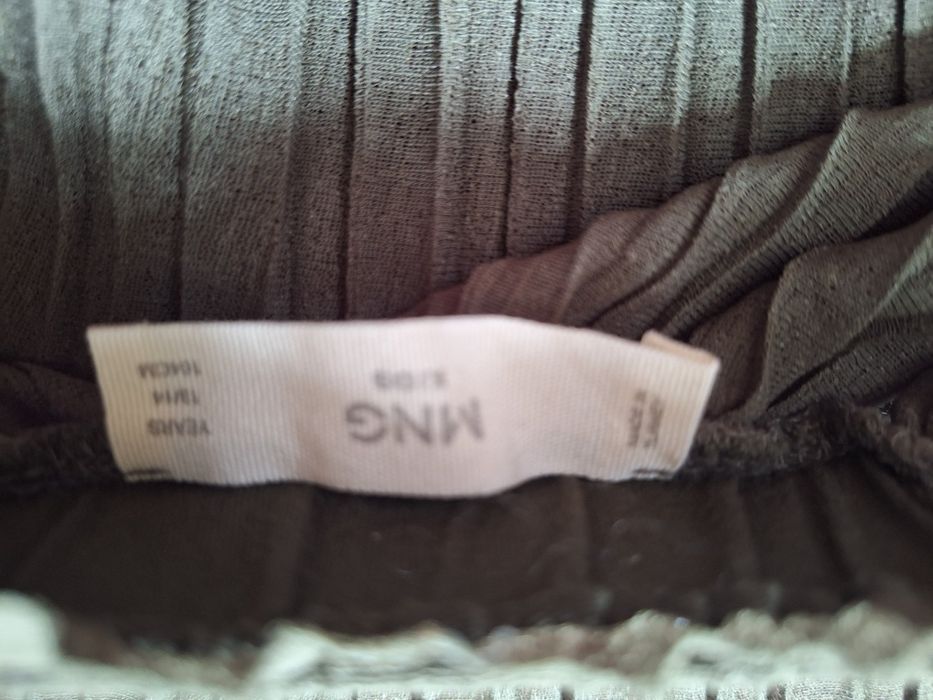 MNG
KIDS
YEARS
13/14
164CM